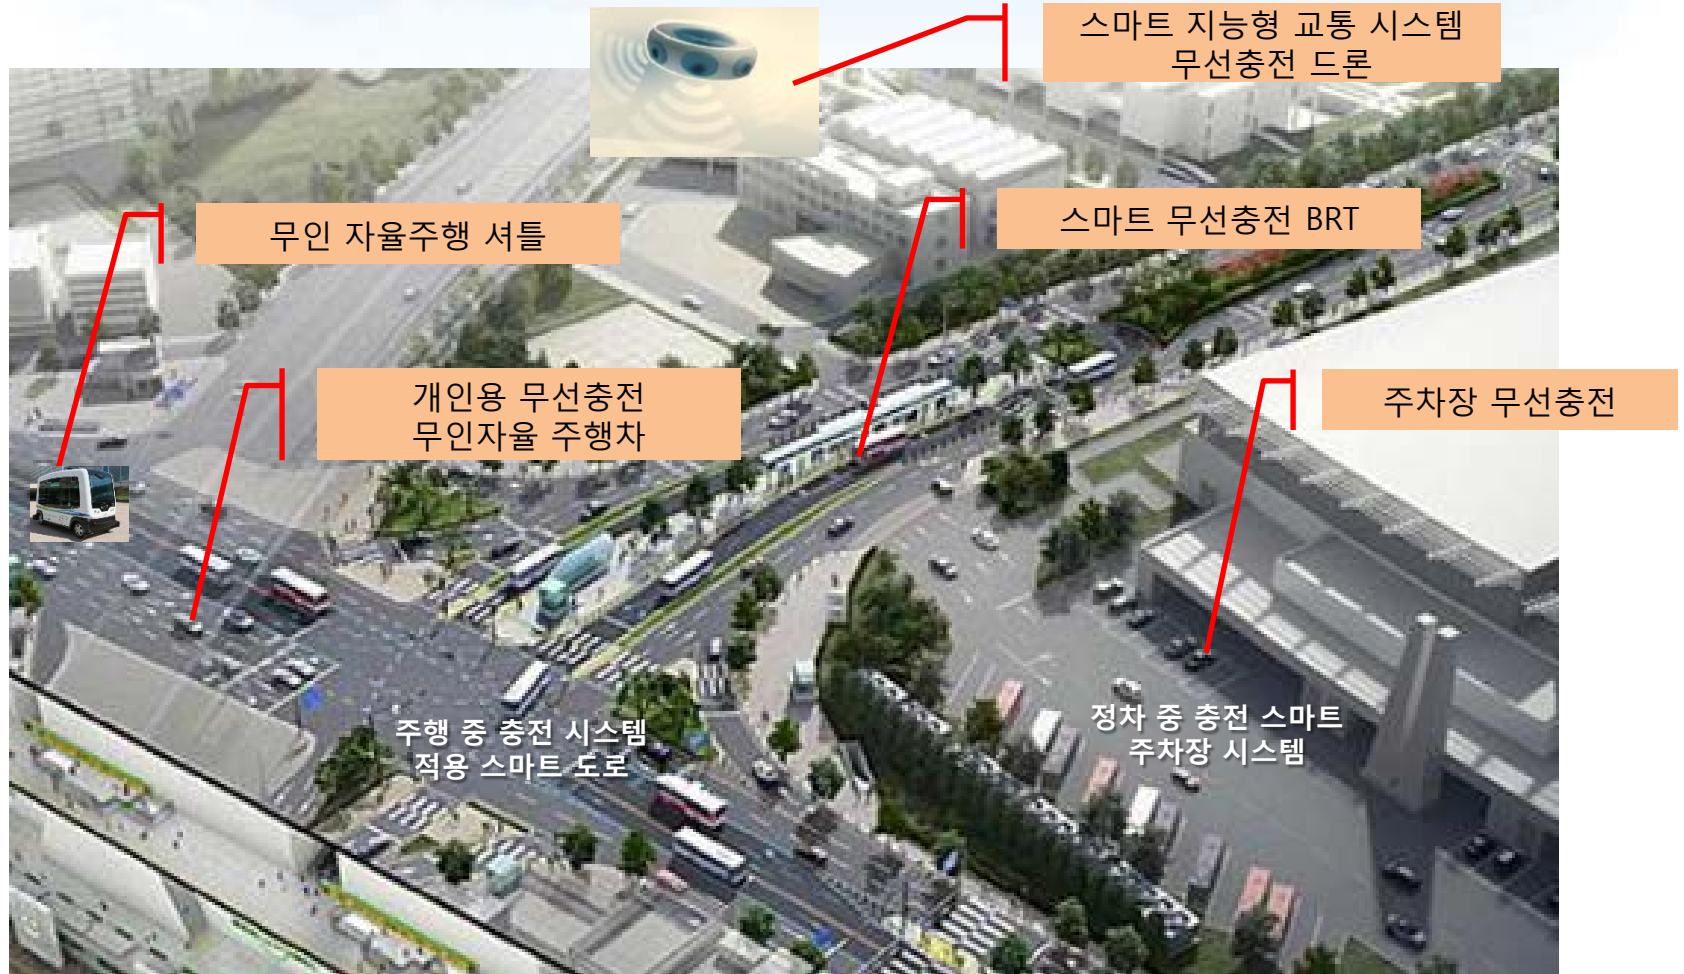 스마트 지능형 교통 시스템
무선충전 드론
무인 자율주행 셔틀
스마트 무선충전 BRT
개인용 무선충전
무인자율 주행차
주차장 무선충전
주행 중 충전 시스템
적용 스마트 도로
정차 중 충전 스마트
주차장 시스템